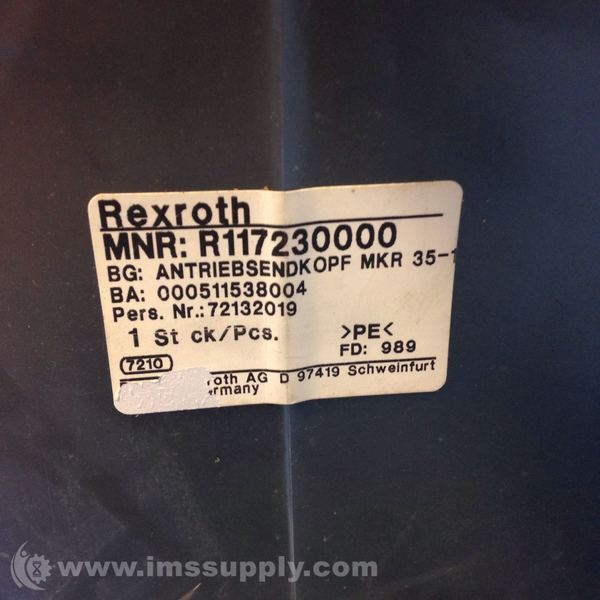 Rexroth
MNR: R117230000
BG: ANTRIEBSENDKOPF MKR 35-1
BA: 000511538004
Pers. Nr.:72132019
1 St ck/Pcs. >PE<
FD: 989
7210
roth AG D 97419 Schweinfurt
rmany
www.imssupply.com